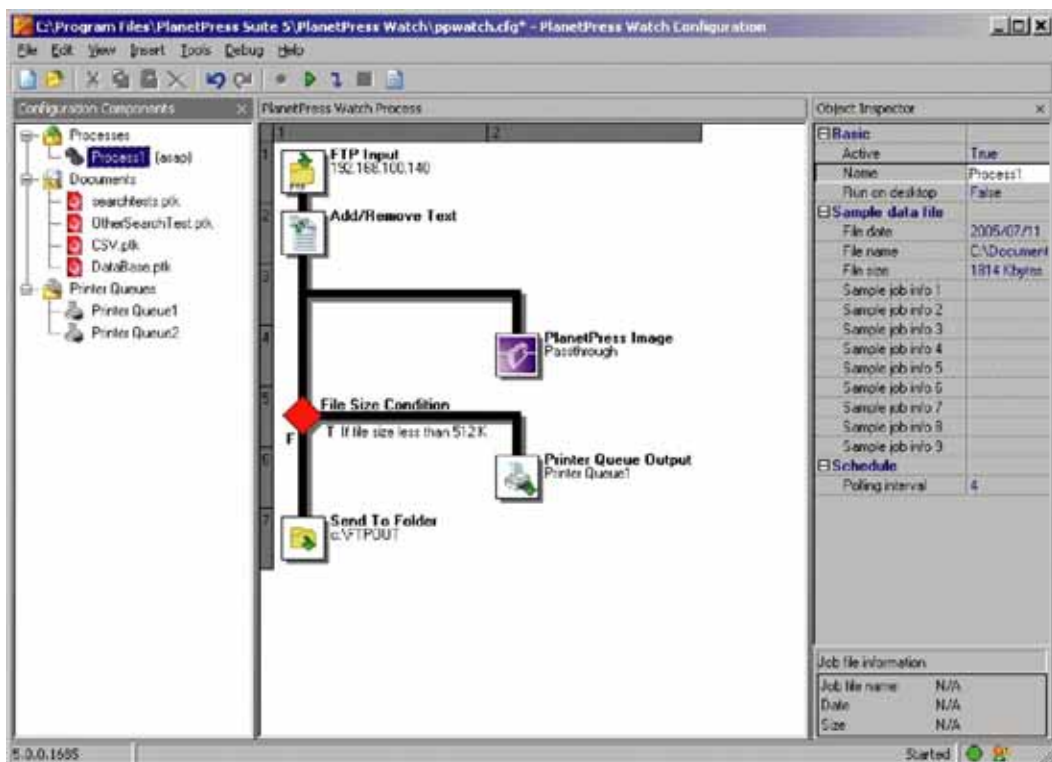 C:\Program Files\PlanetPress Suite 5\PlanetPress Watch\ppwatch.cfg* - PlanetPress Watch Configuration
File Edit View Insert Tools Debug Help
Configuration Components
Processes
Process1 (asap)
Documents
searchtests.ptk
OtherSearchTest.ptk
CSV.ptk
DataBase.ptk
Printer Queues
Printer Queue1
Printer Queue2
PlanetPress Watch Process
1 2
1
FTP Input
192.168.100.140
2
Add/Remove Text
3
4
PlanetPress Image
Passthrough
5
File Size Condition
T If file size less than 512 K
F
6
Printer Queue Output
Printer Queue1
7
Send To Folder
c:\FTPOUT
Object Inspector
Basic
Active True
Name Process1
Run on desktop False
Sample data file
File date 2005/07/11
File name C:\Document
File size 1814 Kbytes
Sample job info 1
Sample job info 2
Sample job info 3
Sample job info 4
Sample job info 5
Sample job info 6
Sample job info 7
Sample job info 8
Sample job info 9
Schedule
Polling interval 4
Job file information
Job file name N/A
Date N/A
Size N/A
5.0.0.1685
Started